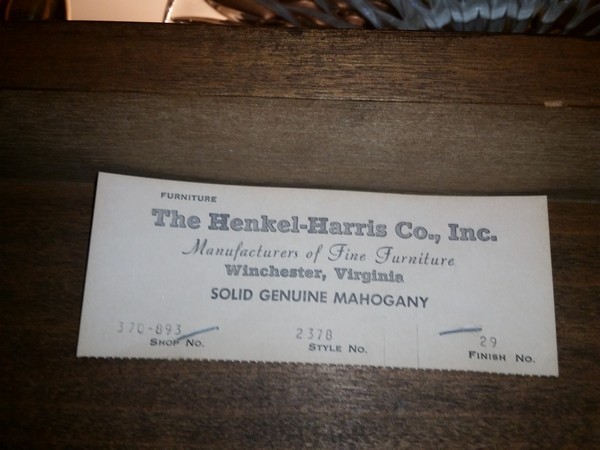 FURNITURE
The Henkel-Harris Co., Inc.
Manufacturers of Fine Furniture
Winchester, Virginia
SOLID GENUINE MAHOGANY
370-893 2378 29
SHOP NO. STYLE NO. FINISH NO.